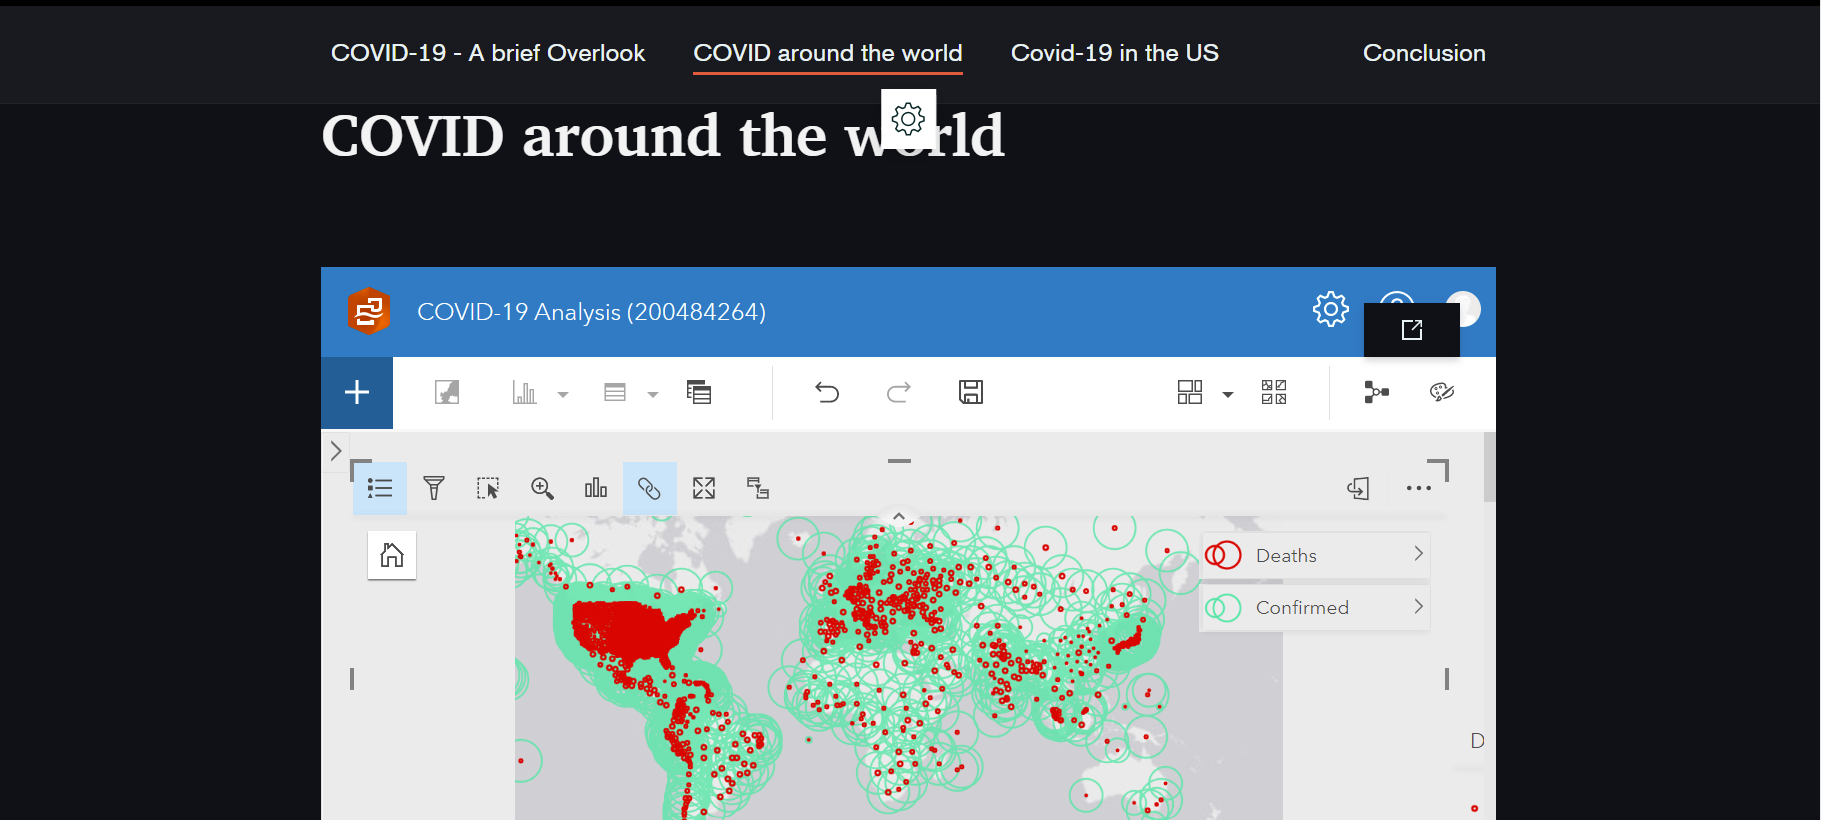 COVID-19 - A brief Overlook
COVID around the world
Covid-19 in the US
Conclusion
COVID around the world
COVID-19 Analysis (200484264)
Deaths
Confirmed
D